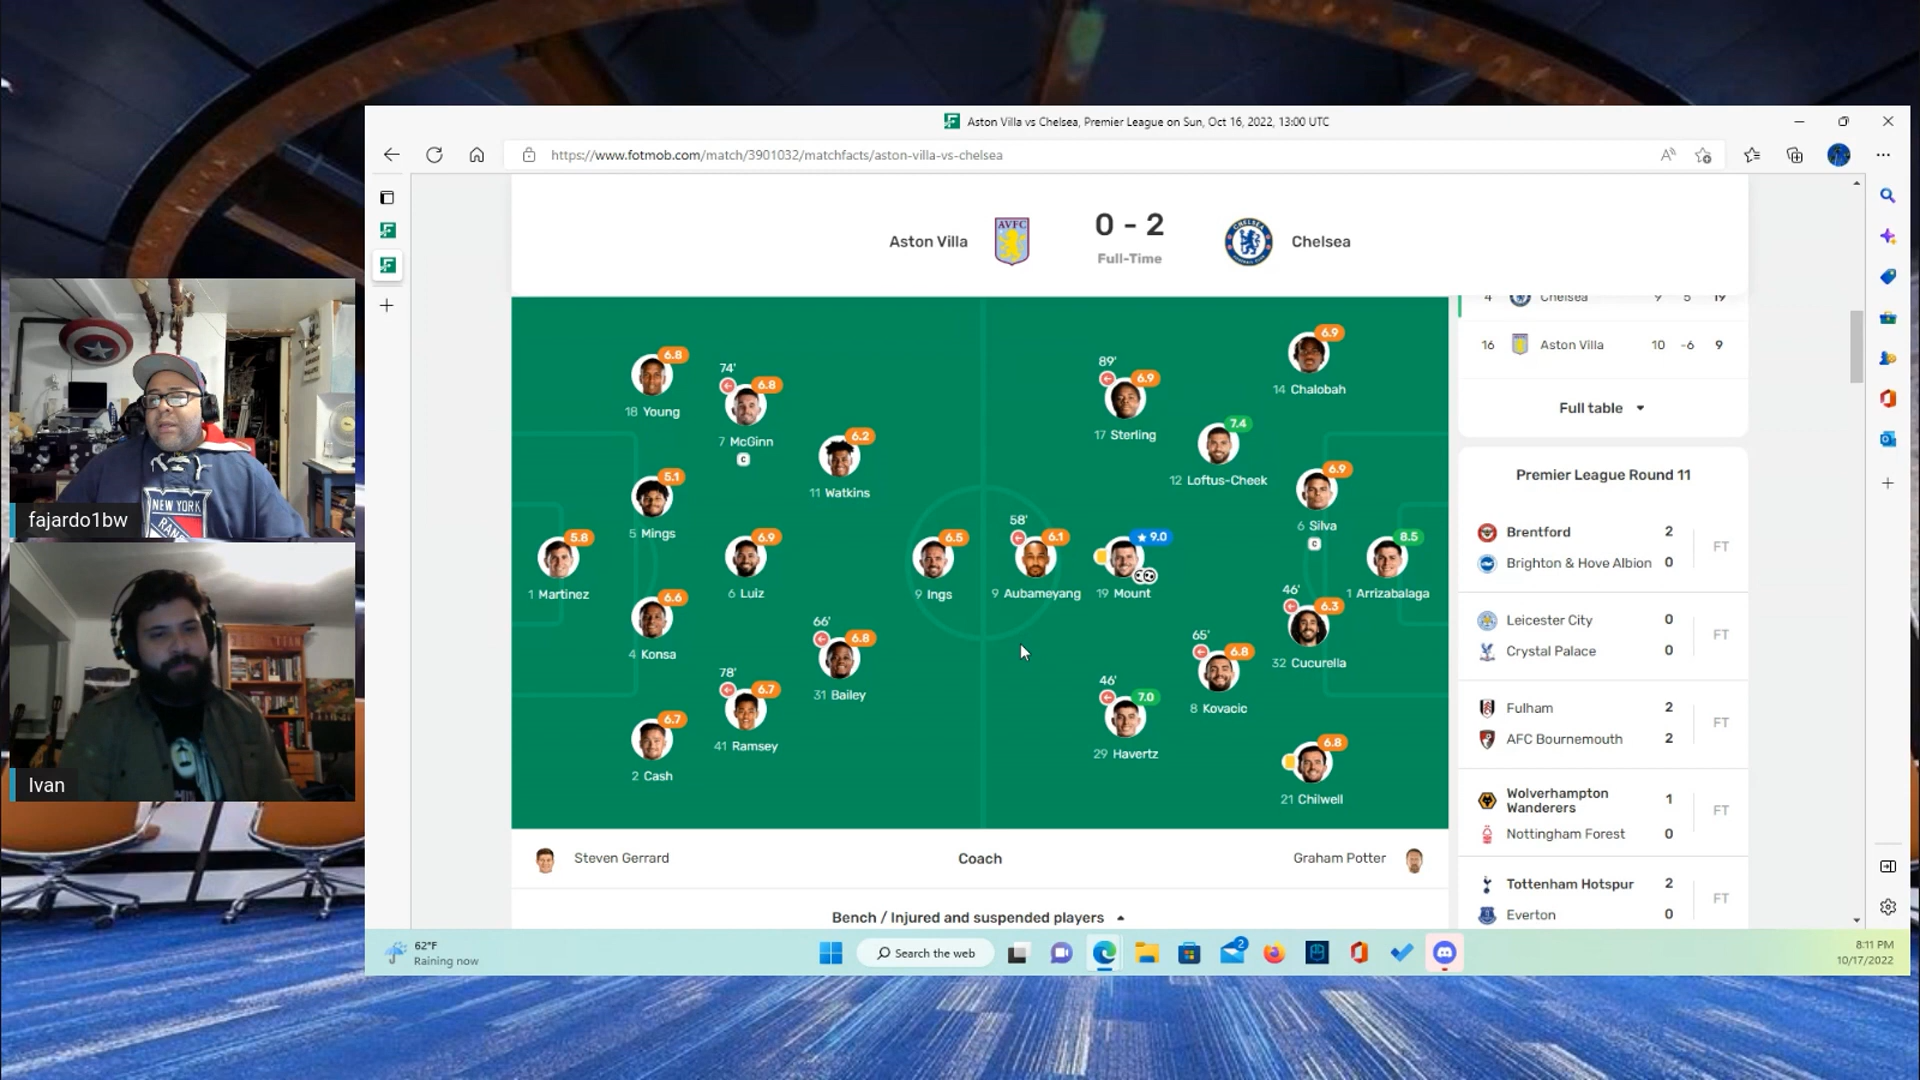 Aston Villa vs Chelsea, Premier League on Sun, Oct 16, 2022, 13:00 UTC
https://www.fotmob.com/match/3901032/matchfacts/aston-villa-vs-chelsea
Aston Villa
AVFC
0 - 2
Full-Time
Chelsea
6.8
18 Young
74'
6.8
7 McGinn
C
6.2
11 Watkins
5.1
5 Mings
5.8
1 Martinez
6.9
6 Luiz
6.5
9 Ings
6.6
4 Konsa
66'
6.8
31 Bailey
78'
6.7
41 Ramsey
6.7
2 Cash
6.9
14 Chalobah
89'
6.9
17 Sterling
7.4
12 Loftus-Cheek
6.9
6 Silva
C
58'
6.1
9 Aubameyang
9.0
19 Mount
8.5
1 Arrizabalaga
46'
6.3
32 Cucurella
65'
6.8
8 Kovacic
46'
7.0
29 Havertz
6.8
21 Chilwell
Steven Gerrard
Coach
Graham Potter
Bench / Injured and suspended players
4 Chelsea 9 5 19
16 Aston Villa 10 -6 9
Full table
Premier League Round 11
Brentford 2
FT
Brighton & Hove Albion 0
Leicester City 0
FT
Crystal Palace 0
Fulham 2
FT
AFC Bournemouth 2
Wolverhampton
Wanderers 1
FT
Nottingham Forest 0
Tottenham Hotspur 2
FT
Everton 0
NEW YORK
fajardo1bw
Ivan
62°F
Raining now
Search the web
2
8:11 PM
10/17/2022